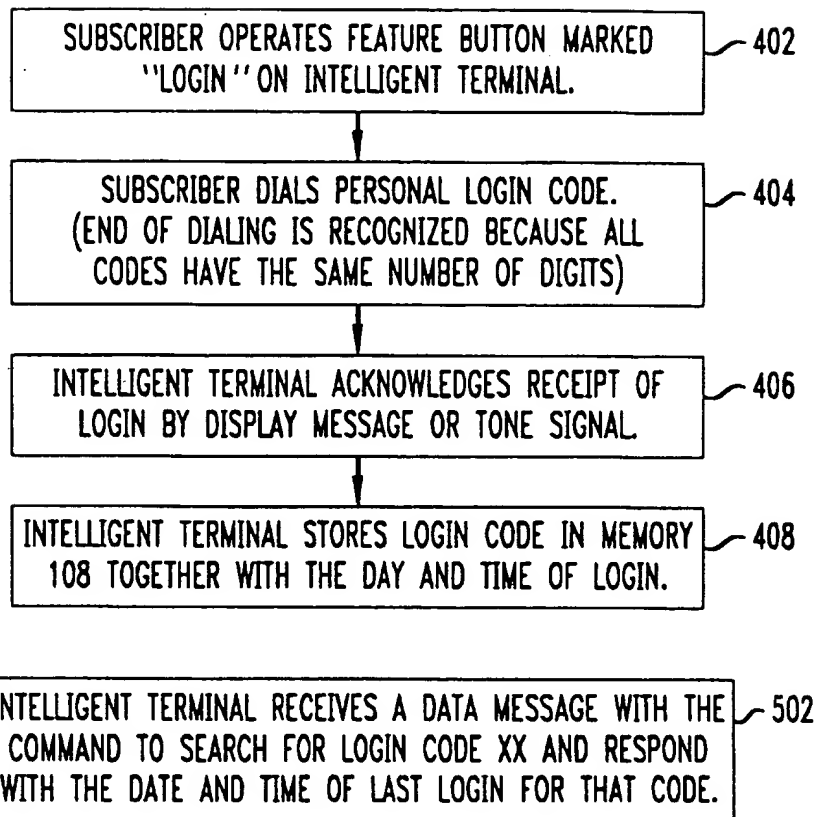 SUBSCRIBER OPERATES FEATURE BUTTON MARKED
"LOGIN" ON INTELLIGENT TERMINAL.
402
SUBSCRIBER DIALS PERSONAL LOGIN CODE.
(END OF DIALING IS RECOGNIZED BECAUSE ALL
CODES HAVE THE SAME NUMBER OF DIGITS)
404
INTELLIGENT TERMINAL ACKNOWLEDGES RECEIPT OF
LOGIN BY DISPLAY MESSAGE OR TONE SIGNAL.
406
INTELLIGENT TERMINAL STORES LOGIN CODE IN MEMORY
108 TOGETHER WITH THE DAY AND TIME OF LOGIN.
408
NTELLIGENT TERMINAL RECEIVES A DATA MESSAGE WITH THE
COMMAND TO SEARCH FOR LOGIN CODE XX AND RESPOND
WITH THE DATE AND TIME OF LAST LOGIN FOR THAT CODE.
502